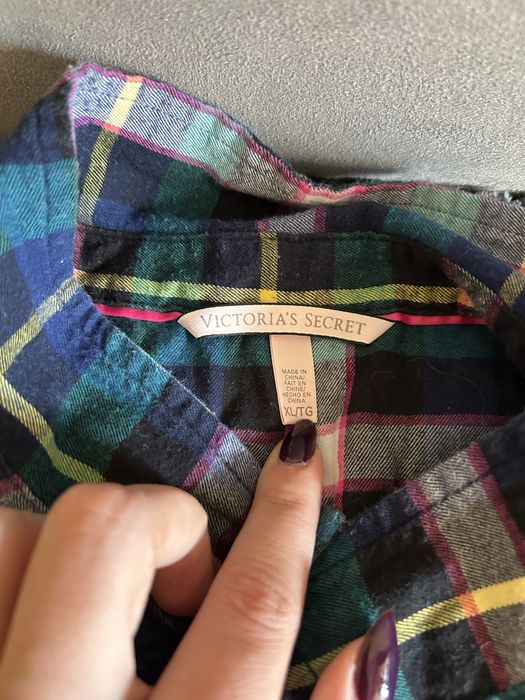 VICTORIA'S SECRET
MADE IN
CHINA/
FAIT EN
CHINE/
HECHO EN
CHINA
XL/TG